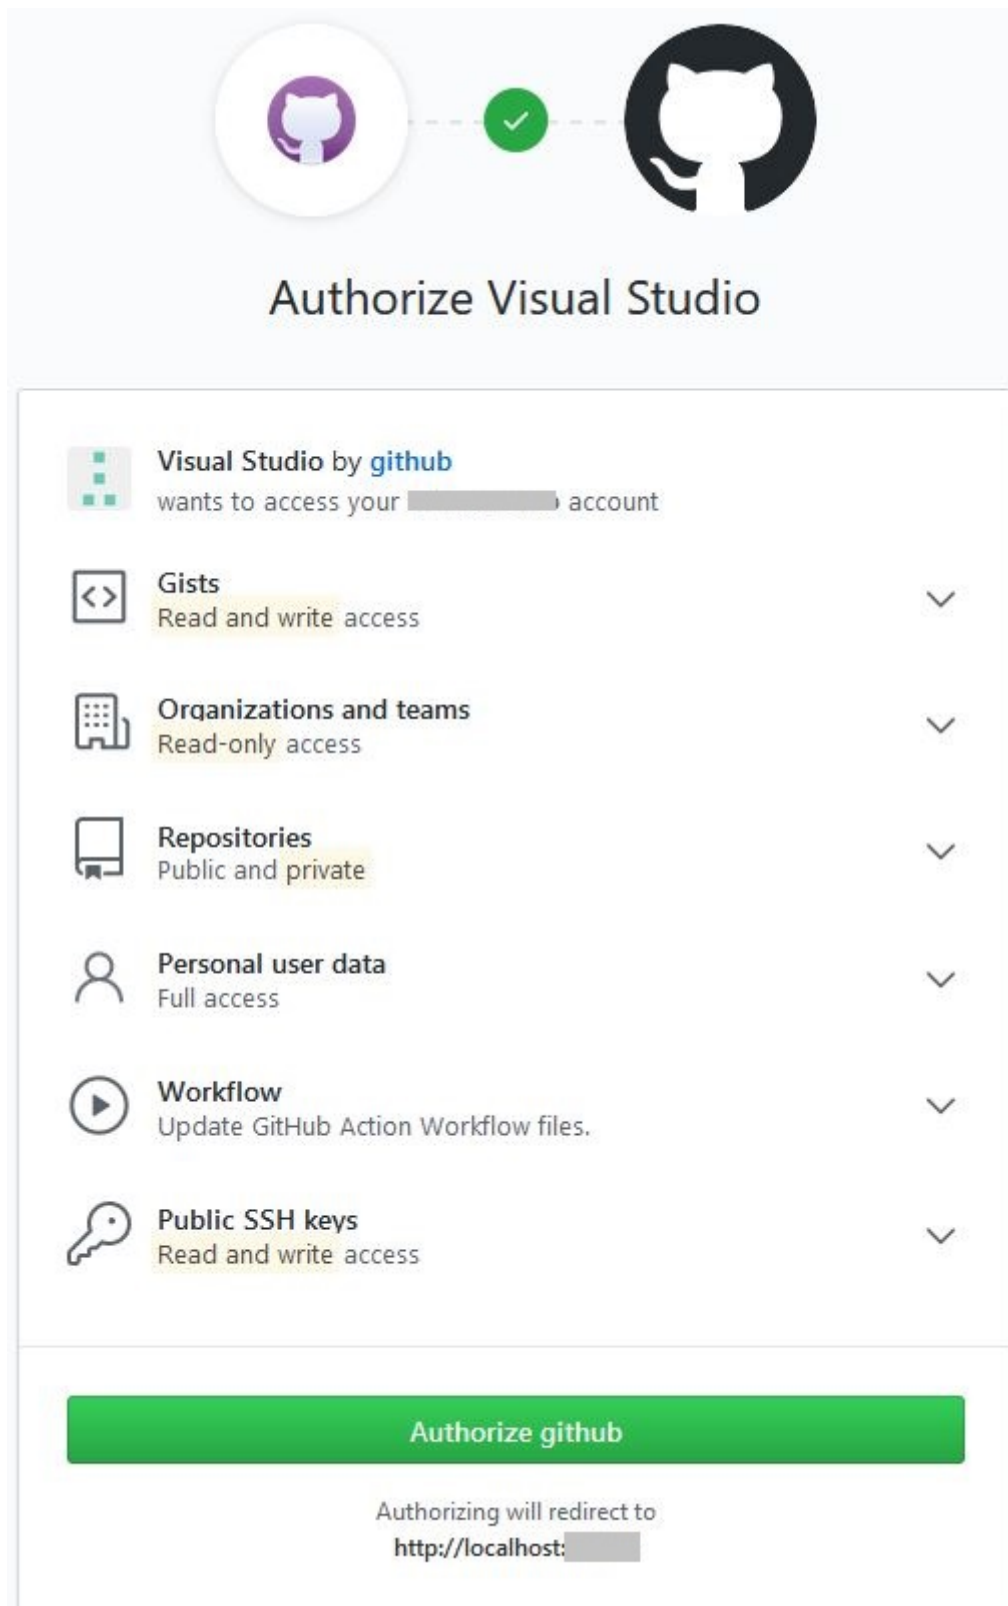 Authorize Visual Studio
Visual Studio by github
wants to access your account
Gists
Read and write access
Organizations and teams
Read-only access
Repositories
Public and private
Personal user data
Full access
Workflow
Update GitHub Action Workflow files.
Public SSH keys
Read and write access
Authorize github
Authorizing will redirect to
http://localhost: